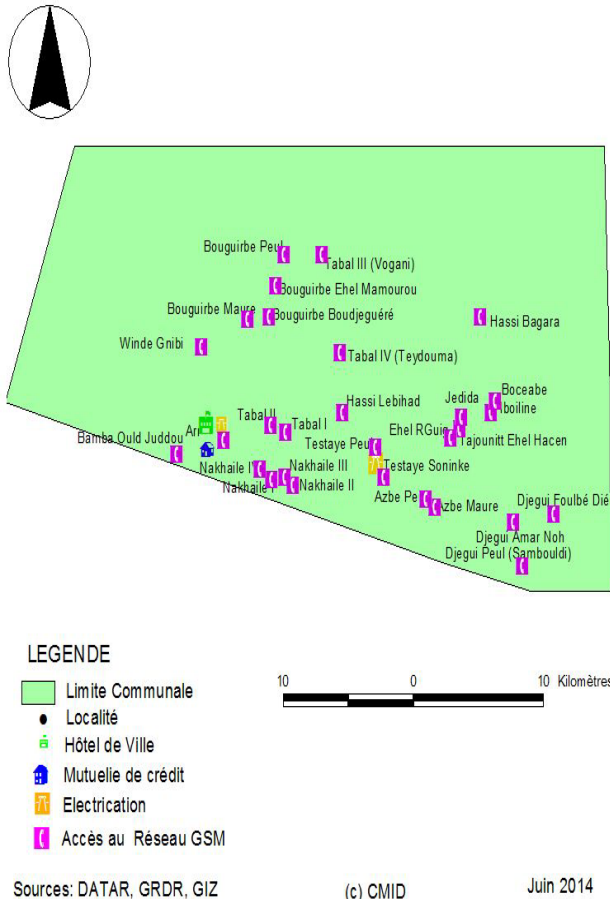 Bouguirbe Peul
Tabal III (Vogani)
Bouguirbe Ehel Mamourou
Bouguirbe Maure
Bouguirbe Boudjeguéré
Hassi Bagara
Winde Gnibi
Tabal IV (Teydouma)
Boceabe
Hassi Lebihad
Jedida
Tabal II
Tabal I
Ehel RGuig
Tajounitt Ehel Hacen
Bamba Ould Juddou
Testaye Peul
Testaye Soninke
Nakhaile IV
Nakhaile III
Nakhaile I
Nakhaile II
Azbe Pe
Azbe Maure
Djegui Foulbé Dié
Djegui Amar Noh
Djegui Peul (Sambouldi)
LEGENDE
Limite Communale
Localité
Hôtel de Ville
Mutuelie de crédit
Electrication
Accès au Réseau GSM
10 0 10 Kilomètres
Sources: DATAR, GRDR, GIZ
(c) CMID
Juin 2014